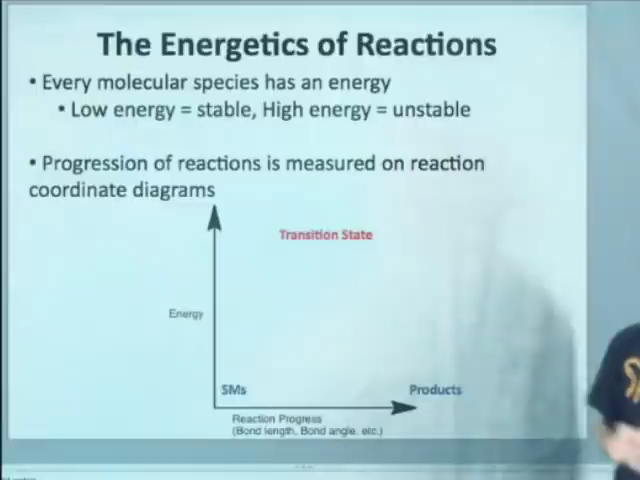 The Energetics of Reactions
• Every molecular species has an energy
• Low energy = stable, High energy = unstable
• Progression of reactions is measured on reaction
coordinate diagrams
Transition State
Energy
SMs
Products
Reaction Progress
(Bond length, Bond angle, etc.)